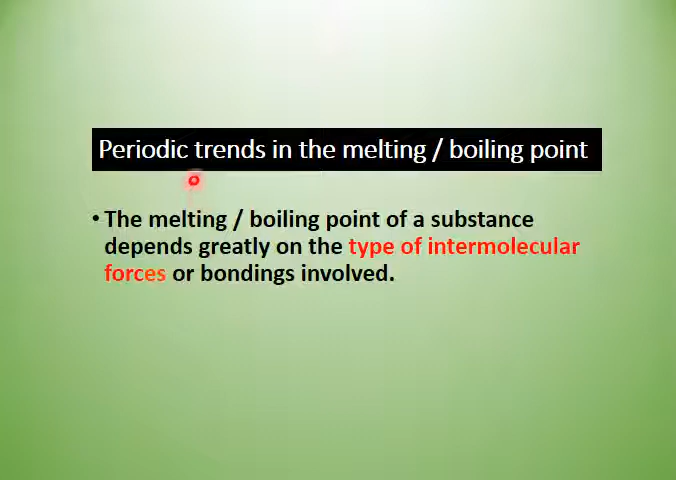 Periodic trends in the melting / boiling point
• The melting / boiling point of a substance
depends greatly on the type of intermolecular
forces or bondings involved.